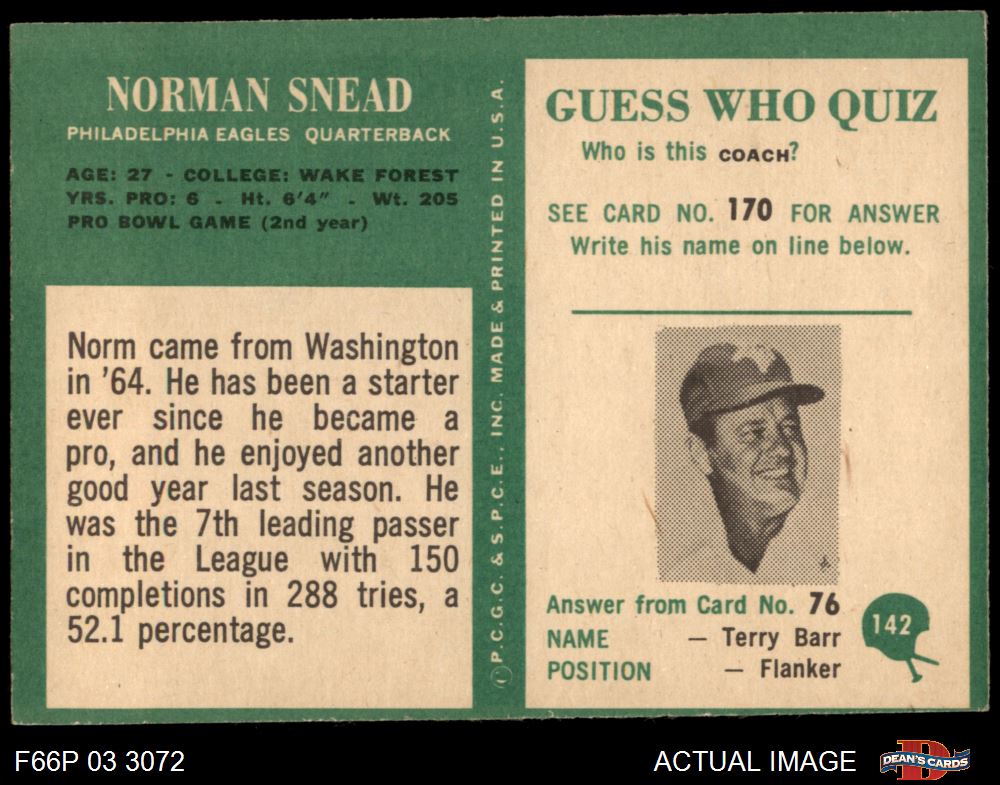 NORMAN SNEAD
PHILADELPHIA EAGLES QUARTERBACK
AGE: 27 - COLLEGE: WAKE FOREST
YRS. PRO: 6 - Ht. 6'4" - Wt. 205
PRO BOWL GAME (2nd year)
Norm came from Washington
in '64. He has been a starter
ever since he became a
pro, and he enjoyed another
good year last season. He
was the 7th leading passer
in the League with 150
completions in 288 tries, a
52.1 percentage.
P.C.G.C. & S.P.C.E., INC. MADE & PRINTED IN U.S.A.
GUESS WHO QUIZ
Who is this COACH?
SEE CARD NO. 170 FOR ANSWER
Write his name on line below.
Answer from Card No. 76
NAME — Terry Barr
POSITION — Flanker
142
F66P 03 3072
ACTUAL IMAGE
D
DEAN'S CARDS